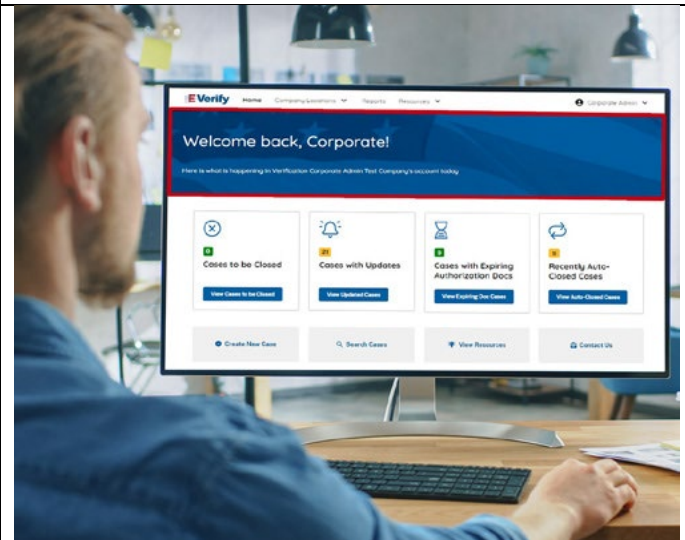 E Verify Home Company/Locations Reports Resources Corporate Admin
Welcome back, Corporate!
Here is what is happening in Verification Corporate Admin Test Company's account today
0
Cases to be Closed
View Cases to be Closed
21
Cases with Updates
View Updated Cases
Cases with Expiring
Authorization Docs
View Expiring Doc Cases
Recently Auto-
Closed Cases
View Auto-Closed Cases
Create New Case
Search Cases
View Resources
Contact Us